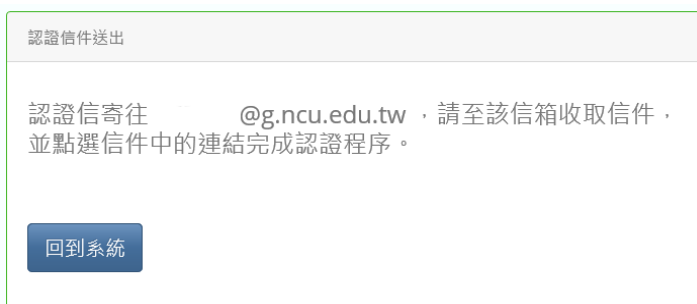 認證信件送出
認證信寄往 @g.ncu.edu.tw ，請至該信箱收取信件，
並點選信件中的連結完成認證程序。
回到系統